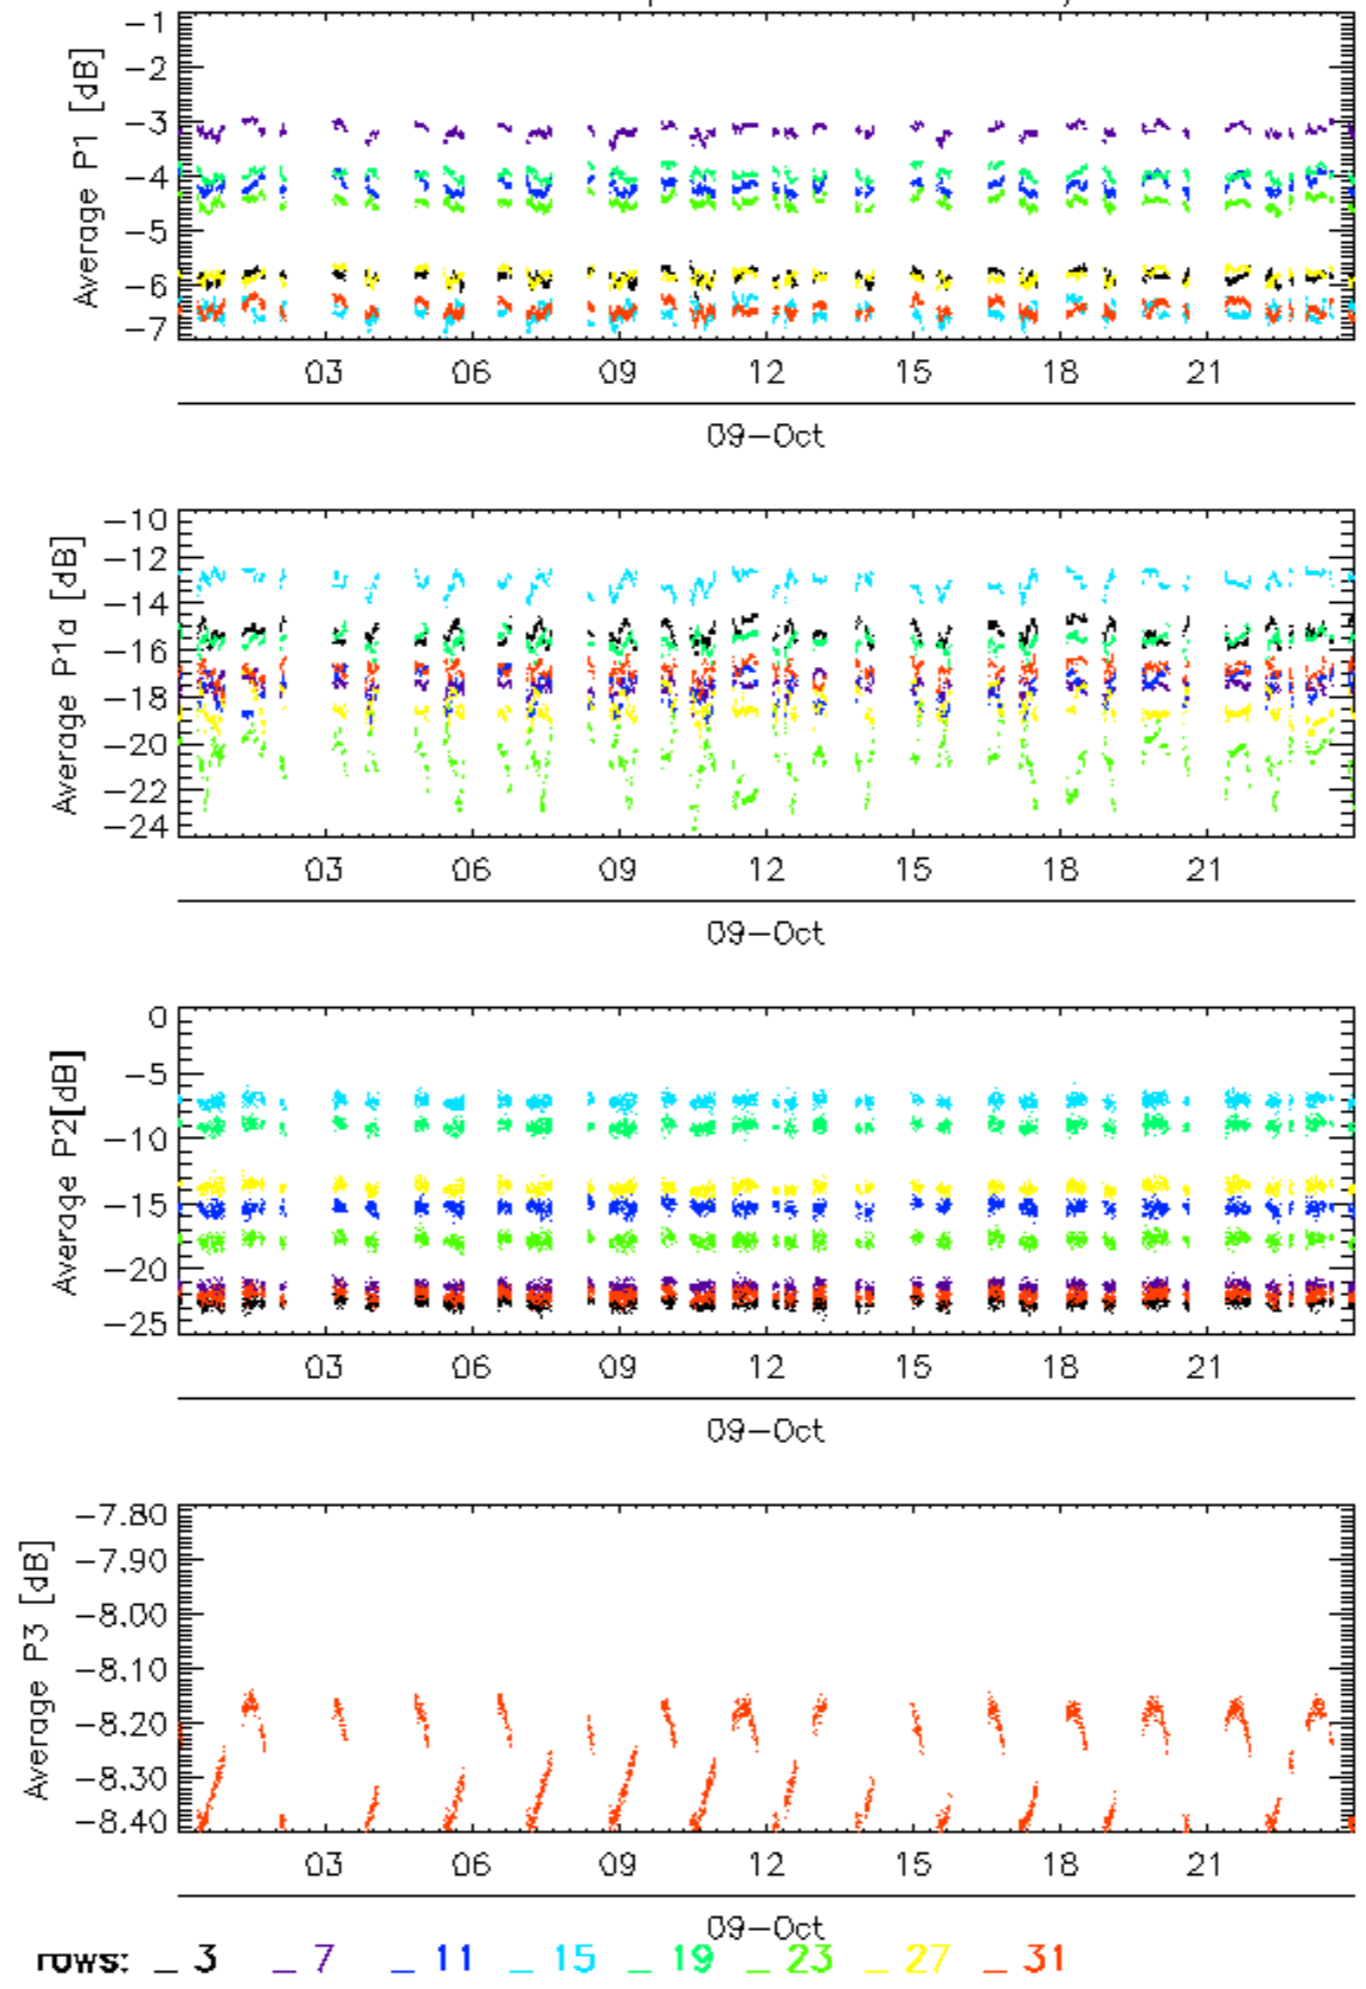 Average P1 [dB]
-1
-2
-3
-4
-5
-6
-7
03 06 09 12 15 18 21
09-Oct
Average P1a [dB]
-10
-12
-14
-16
-18
-20
-22
-24
03 06 09 12 15 18 21
09-Oct
Average P2[dB]
0
-5
-10
-15
-20
-25
03 06 09 12 15 18 21
09-Oct
Average P3 [dB]
-7.80
-7.90
-8.00
-8.10
-8.20
-8.30
-8.40
03 06 09 12 15 18 21
09-Oct
rows: _ 3 _ 7 _ 11 _ 15 _ 19 _ 23 _ 27 _ 31